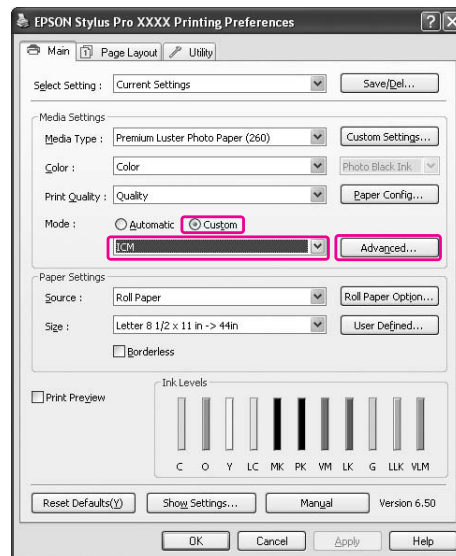 EPSON Stylus Pro XXXX Printing Preferences
Main Page Layout Utility
Select Setting : Current Settings Save/Del...
Media Settings
Media Type : Premium Luster Photo Paper (260) Custom Settings...
Color : Color Photo Black Ink
Print Quality : Quality Paper Config...
Mode : Automatic Custom
ICM Advanced...
Paper Settings
Source : Roll Paper Roll Paper Option...
Size : Letter 8 1/2 x 11 in -> 44in User Defined...
Borderless
Print Preview
Ink Levels
C O Y LC MK PK VM LK G LLK VLM
Reset Defaults(Y) Show Settings... Manual Version 6.50
OK Cancel Apply Help